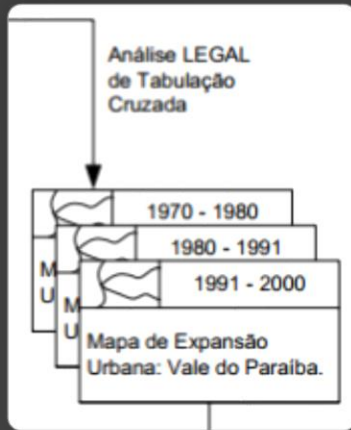 Análise LEGAL
de Tabulação
Cruzada
1970 - 1980
1980 - 1991
1991 - 2000
M
U
M
U
Mapa de Expansão
Urbana: Vale do Paraíba.